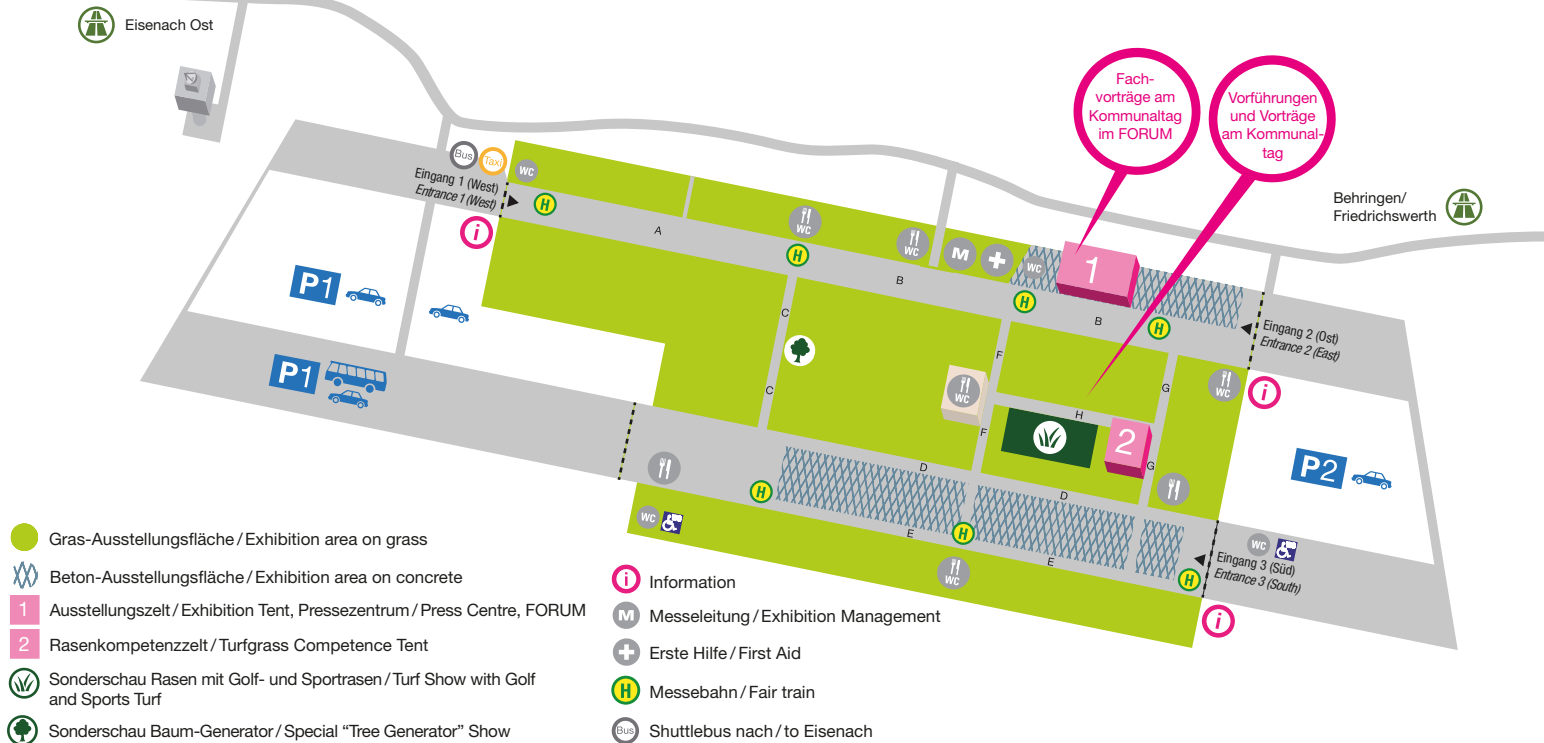 Eisenach Ost
Fach-
vorträge am
Kommunaltag
im FORUM
Vorführungen
und Vorträge
am Kommunal-
tag
Behringen/
Friedrichswerth
Bus
Taxi
WC
Eingang 1 (West)
Entrance 1 (West)
H
i
A
WC
H
WC
M
WC
1
B
H
B
H
Eingang 2 (Ost)
Entrance 2 (East)
P1
C
F
G
WC
i
P1
C
WC
H
F
2
G
D
D
P2
H
E
H
E
WC
WC
WC
Eingang 3 (Süd)
Entrance 3 (South)
H
i
Gras-Ausstellungsfläche / Exhibition area on grass
Beton-Ausstellungsfläche / Exhibition area on concrete
1 Ausstellungszelt / Exhibition Tent, Pressezentrum / Press Centre, FORUM
2 Rasenkompetenzzelt / Turfgrass Competence Tent
Sonderschau Rasen mit Golf- und Sportrasen / Turf Show with Golf
and Sports Turf
Sonderschau Baum-Generator / Special “Tree Generator” Show
i Information
M Messeleitung / Exhibition Management
Erste Hilfe / First Aid
H Messebahn / Fair train
Bus Shuttlebus nach / to Eisenach